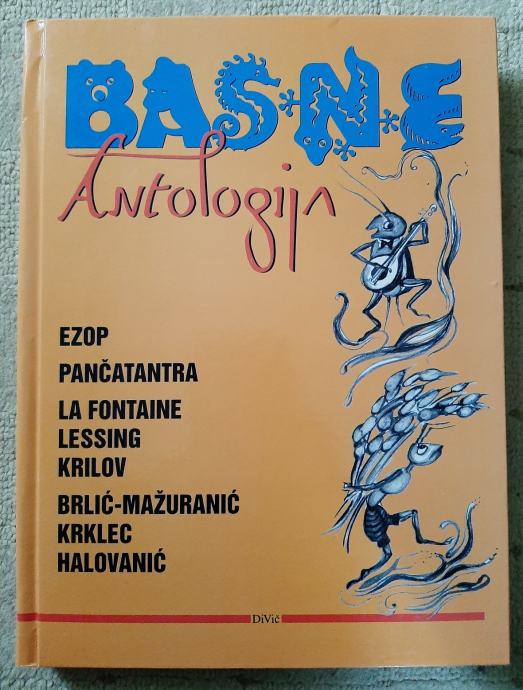 BASNE
Antologija
EZOP
PANČATANTRA
LA FONTAINE
LESSING
KRILOV
BRLIĆ-MAŽURANIĆ
KRKLEC
HALOVANIĆ
DiVič